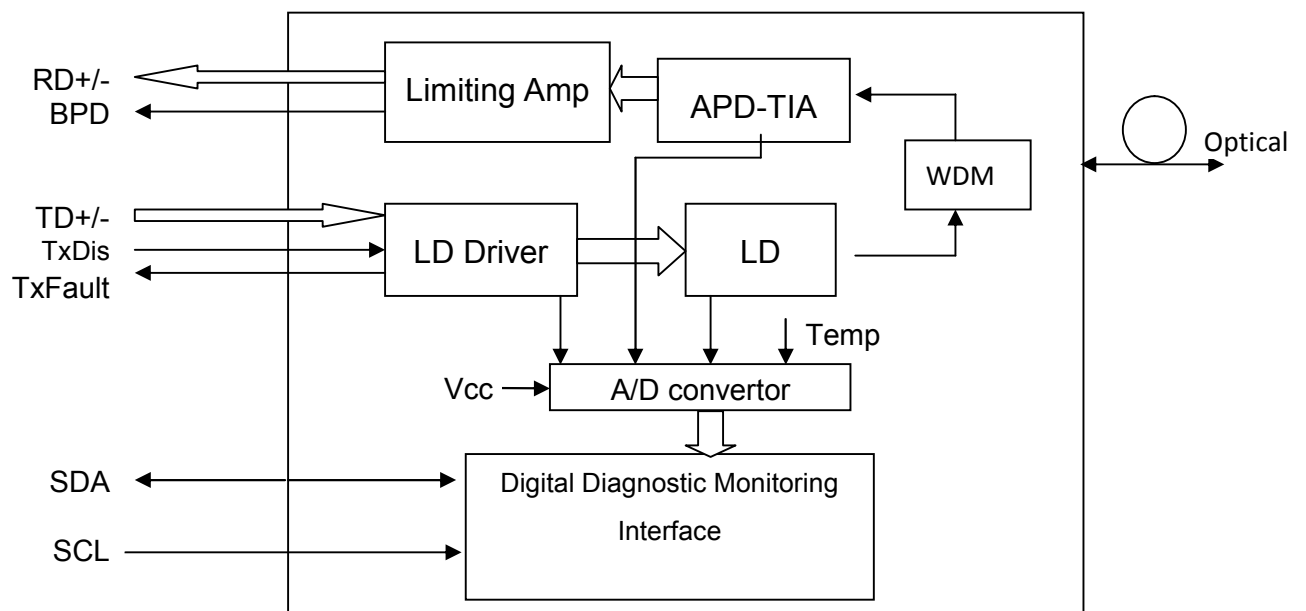 RD+/-
BPD
Limiting Amp
APD-TIA
WDM
Optical
TD+/-
TxDis
TxFault
LD Driver
LD
Temp
Vcc
A/D convertor
SDA
SCL
Digital Diagnostic Monitoring
Interface